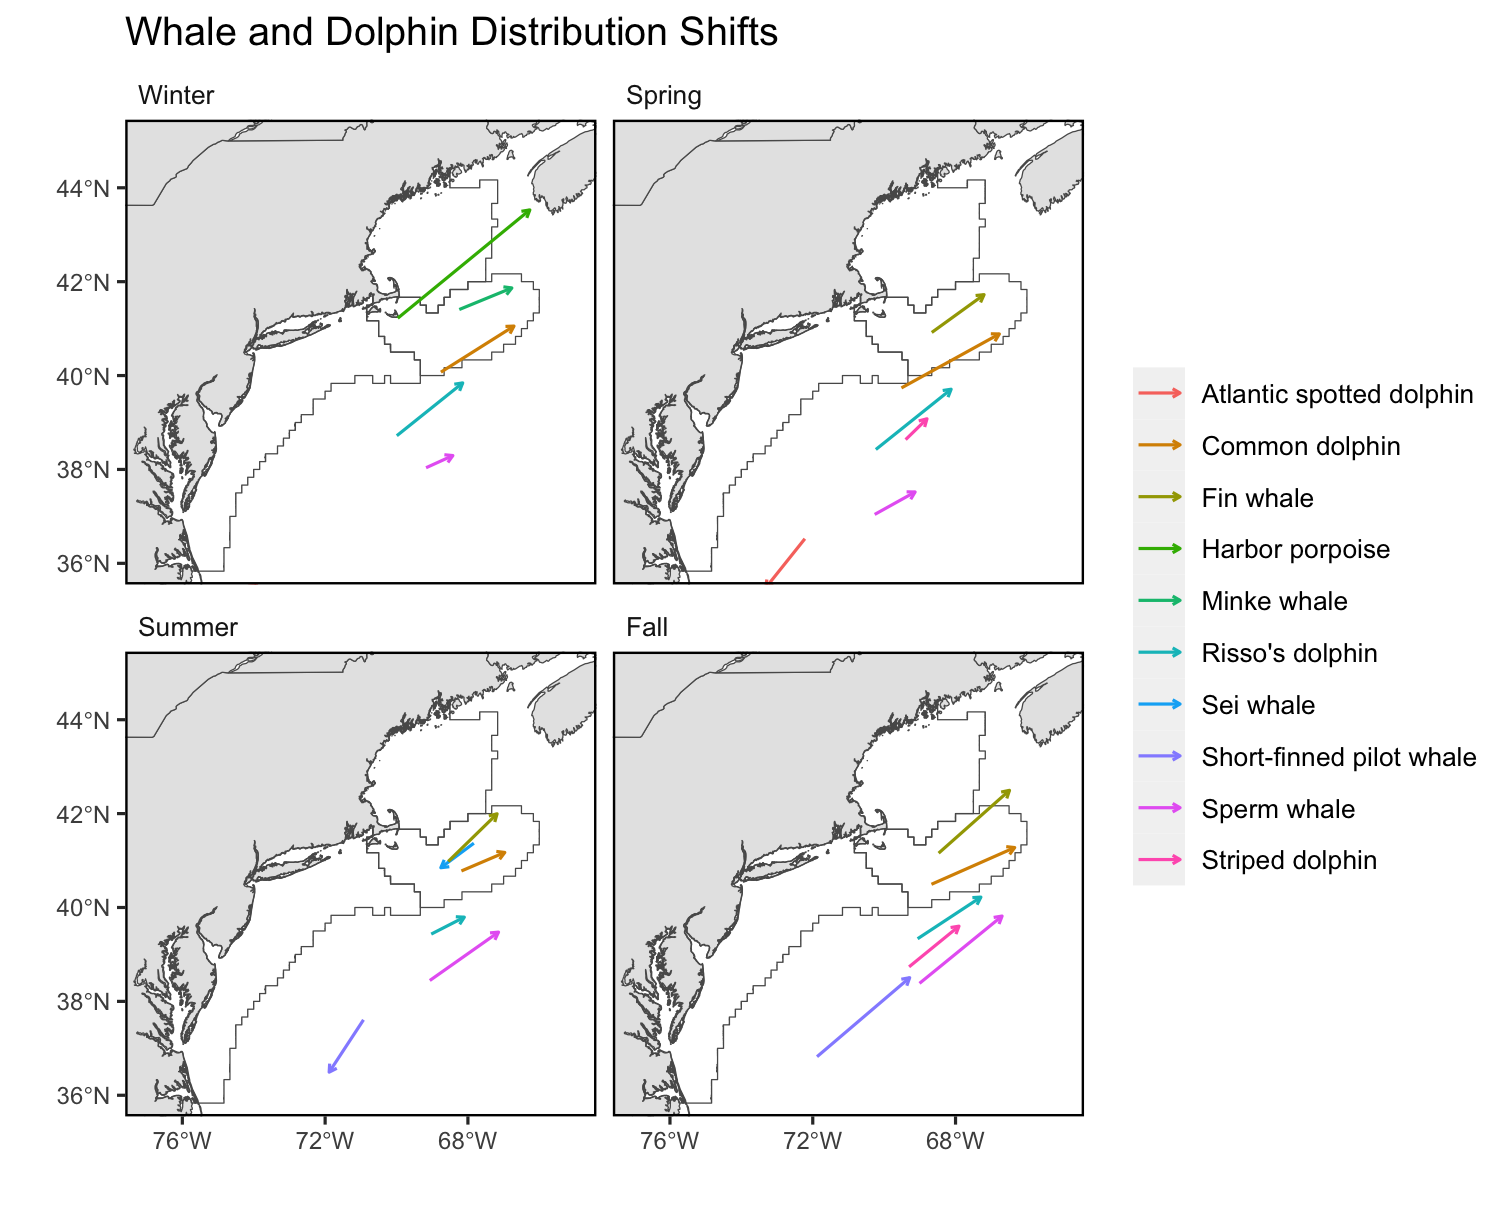 Whale and Dolphin Distribution Shifts
Winter
Spring
44°N
42°N
40°N
38°N
36°N
Summer
Fall
44°N
42°N
40°N
38°N
36°N
76°W
72°W
68°W
76°W
72°W
68°W
Atlantic spotted dolphin
Common dolphin
Fin whale
Harbor porpoise
Minke whale
Risso's dolphin
Sei whale
Short-finned pilot whale
Sperm whale
Striped dolphin